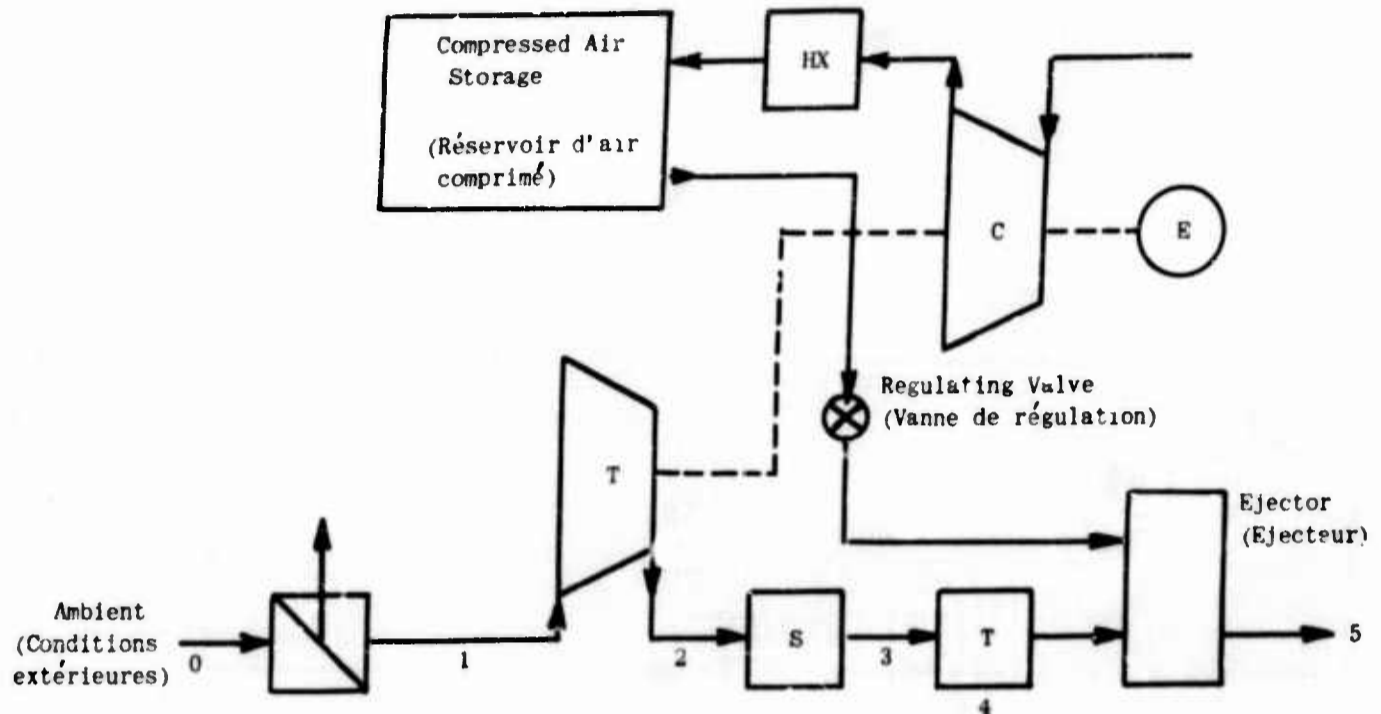 Compressed Air
Storage
(Réservoir d'air
comprimé)
HX
C
E
Regulating Valve
(Vanne de régulation)
T
Ejector
(Ejecteur)
Ambient
(Conditions
extérieures)
0
1
2
S
3
T
4
5